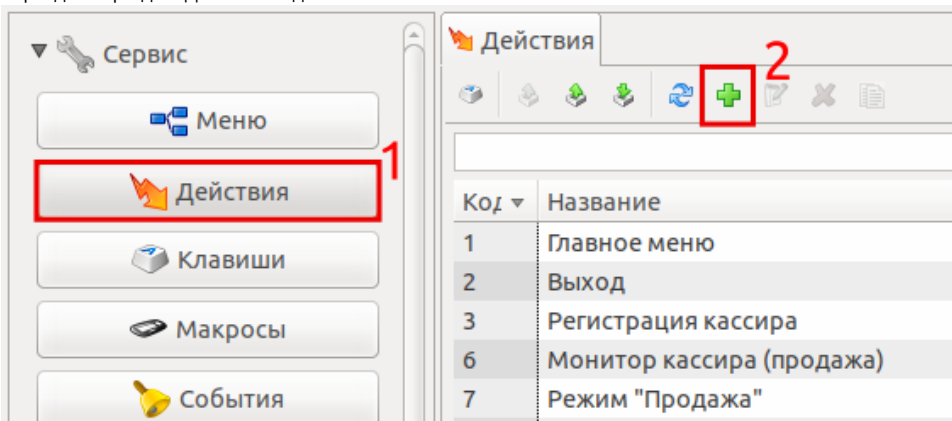 Сервис
Меню
Действия
1
Клавиши
Макросы
События
Действия
2
Код Название
1 Главное меню
2 Выход
3 Регистрация кассира
6 Монитор кассира (продажа)
7 Режим "Продажа"